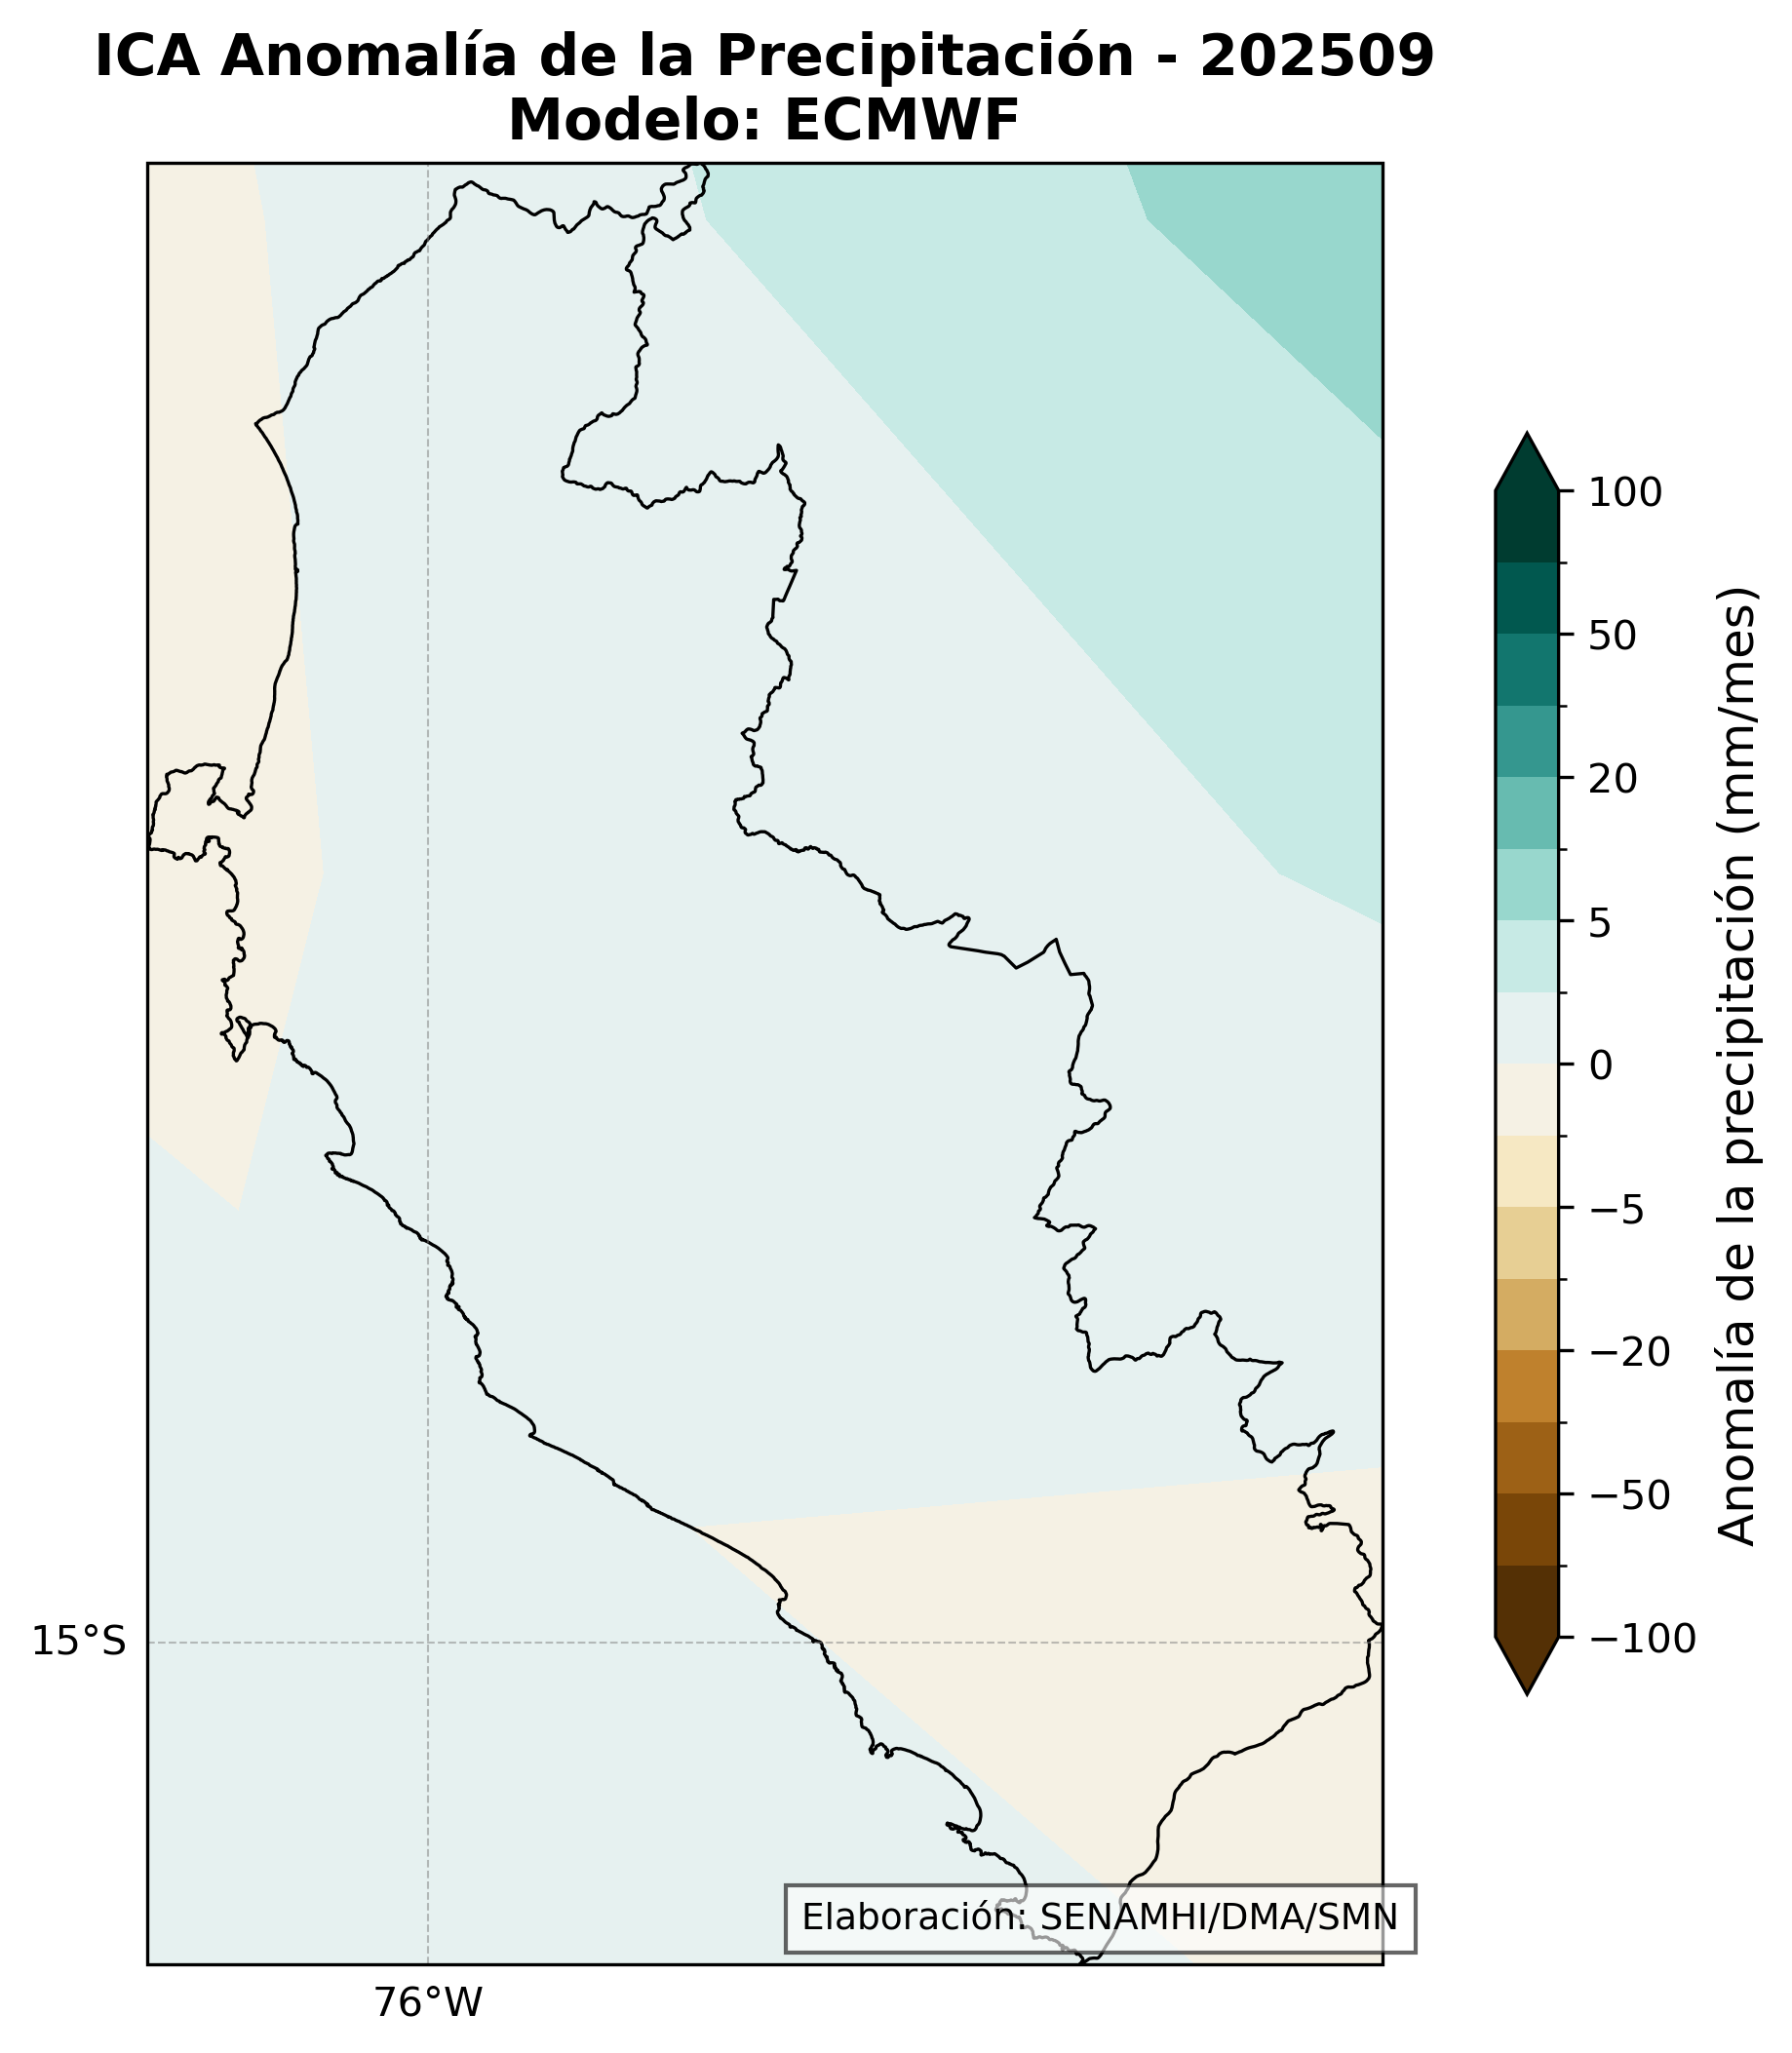 ICA Anomalía de la Precipitación - 202509
Modelo: ECMWF
100
50
20
5
0
−5
−20
−50
−100
Anomalía de la precipitación (mm/mes)
15°S
76°W
Elaboración: SENAMHI/DMA/SMN